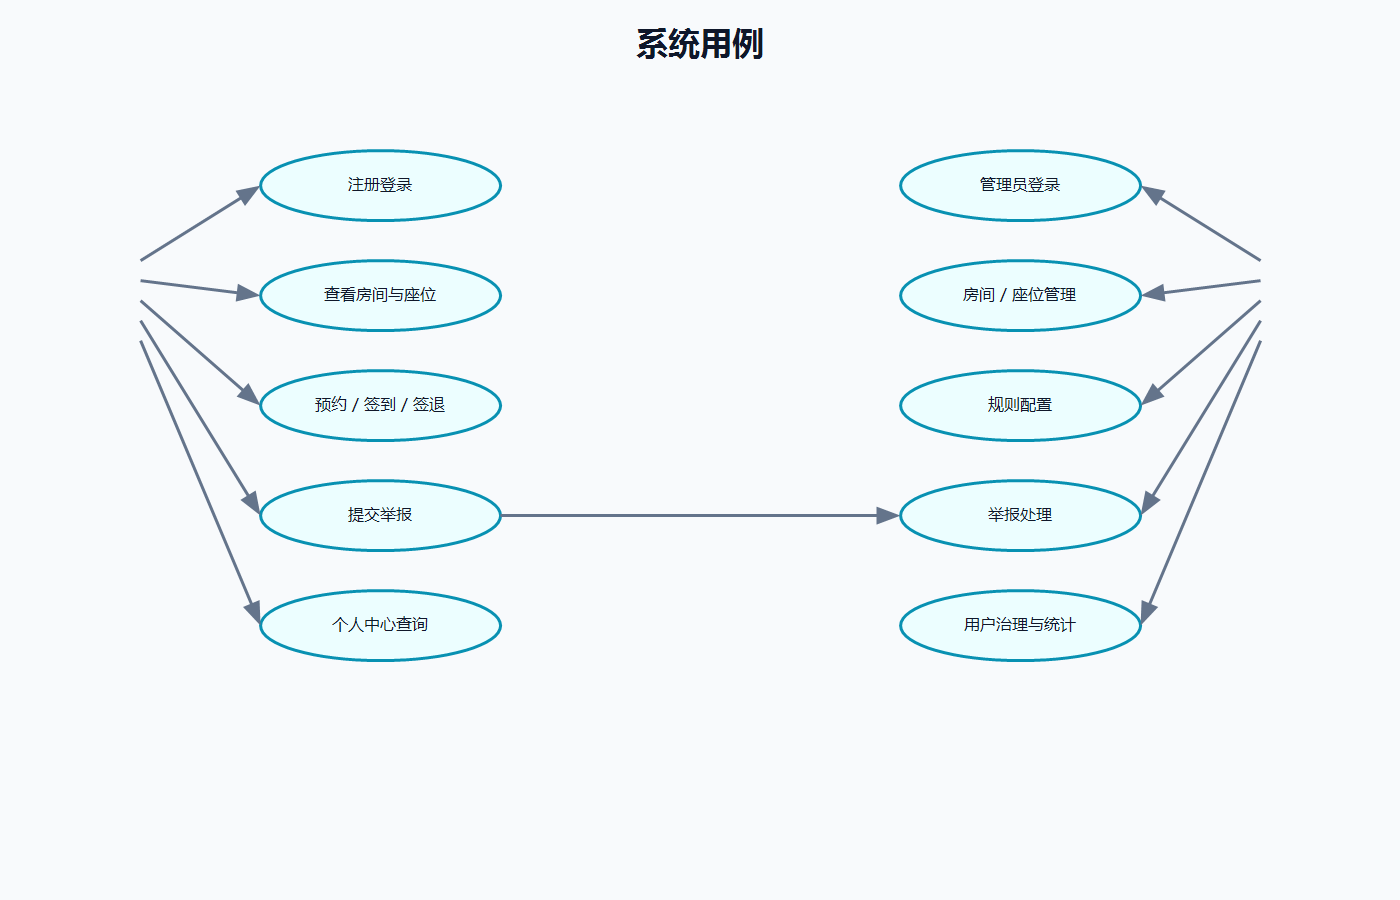 系统用例
注册登录
查看房间与座位
预约 / 签到 / 签退
提交举报
个人中心查询
管理员登录
房间 / 座位管理
规则配置
举报处理
用户治理与统计